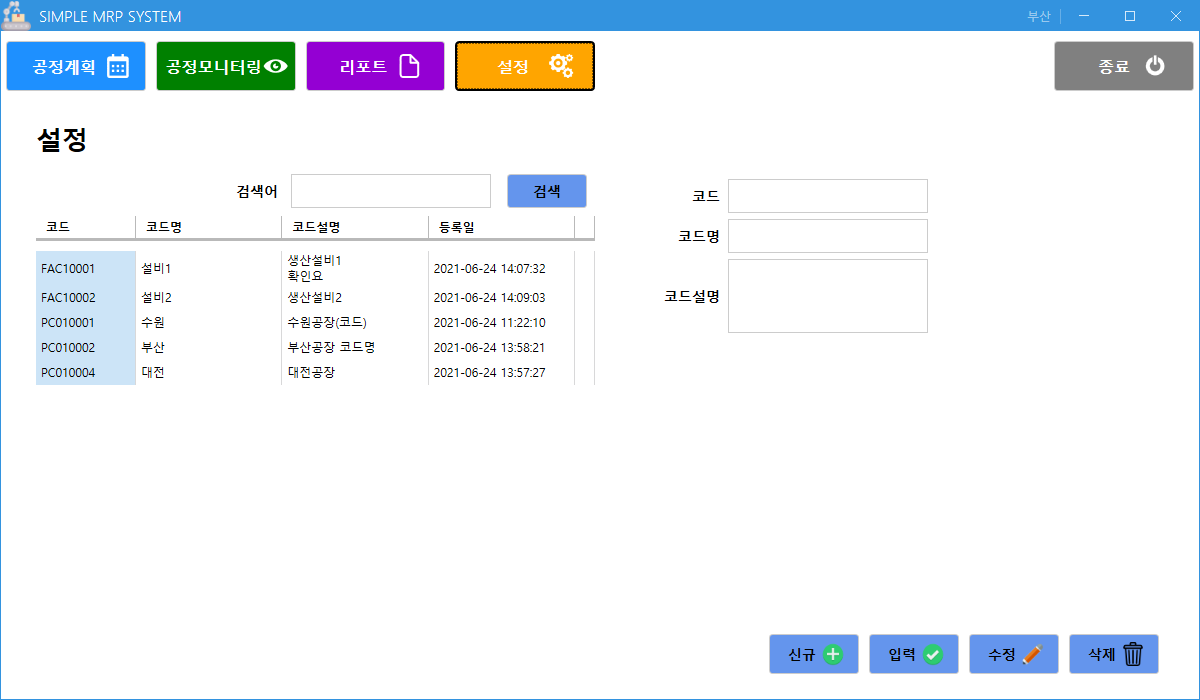 SIMPLE MRP SYSTEM 부산
공정계획 공정모니터링 리포트 설정 종료
설정
검색어 검색
코드 코드명 코드설명 등록일
FAC10001 설비1 생산설비1
확인요 2021-06-24 14:07:32
FAC10002 설비2 생산설비2 2021-06-24 14:09:03
PC010001 수원 수원공장(코드) 2021-06-24 11:22:10
PC010002 부산 부산공장 코드명 2021-06-24 13:58:21
PC010004 대전 대전공장 2021-06-24 13:57:27
코드
코드명
코드설명
신규 입력 수정 삭제